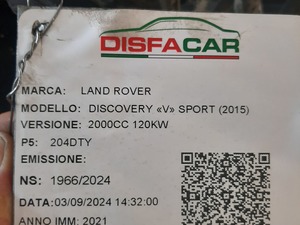 DISFACAR
MARCA: LAND ROVER
MODELLO: DISCOVERY «V» SPORT (2015)
VERSIONE: 2000CC 120KW
P5: 204DTY
EMISSIONE:
NS: 1966/2024
DATA:03/09/2024 14:32:00
ANNO IMM: 2021